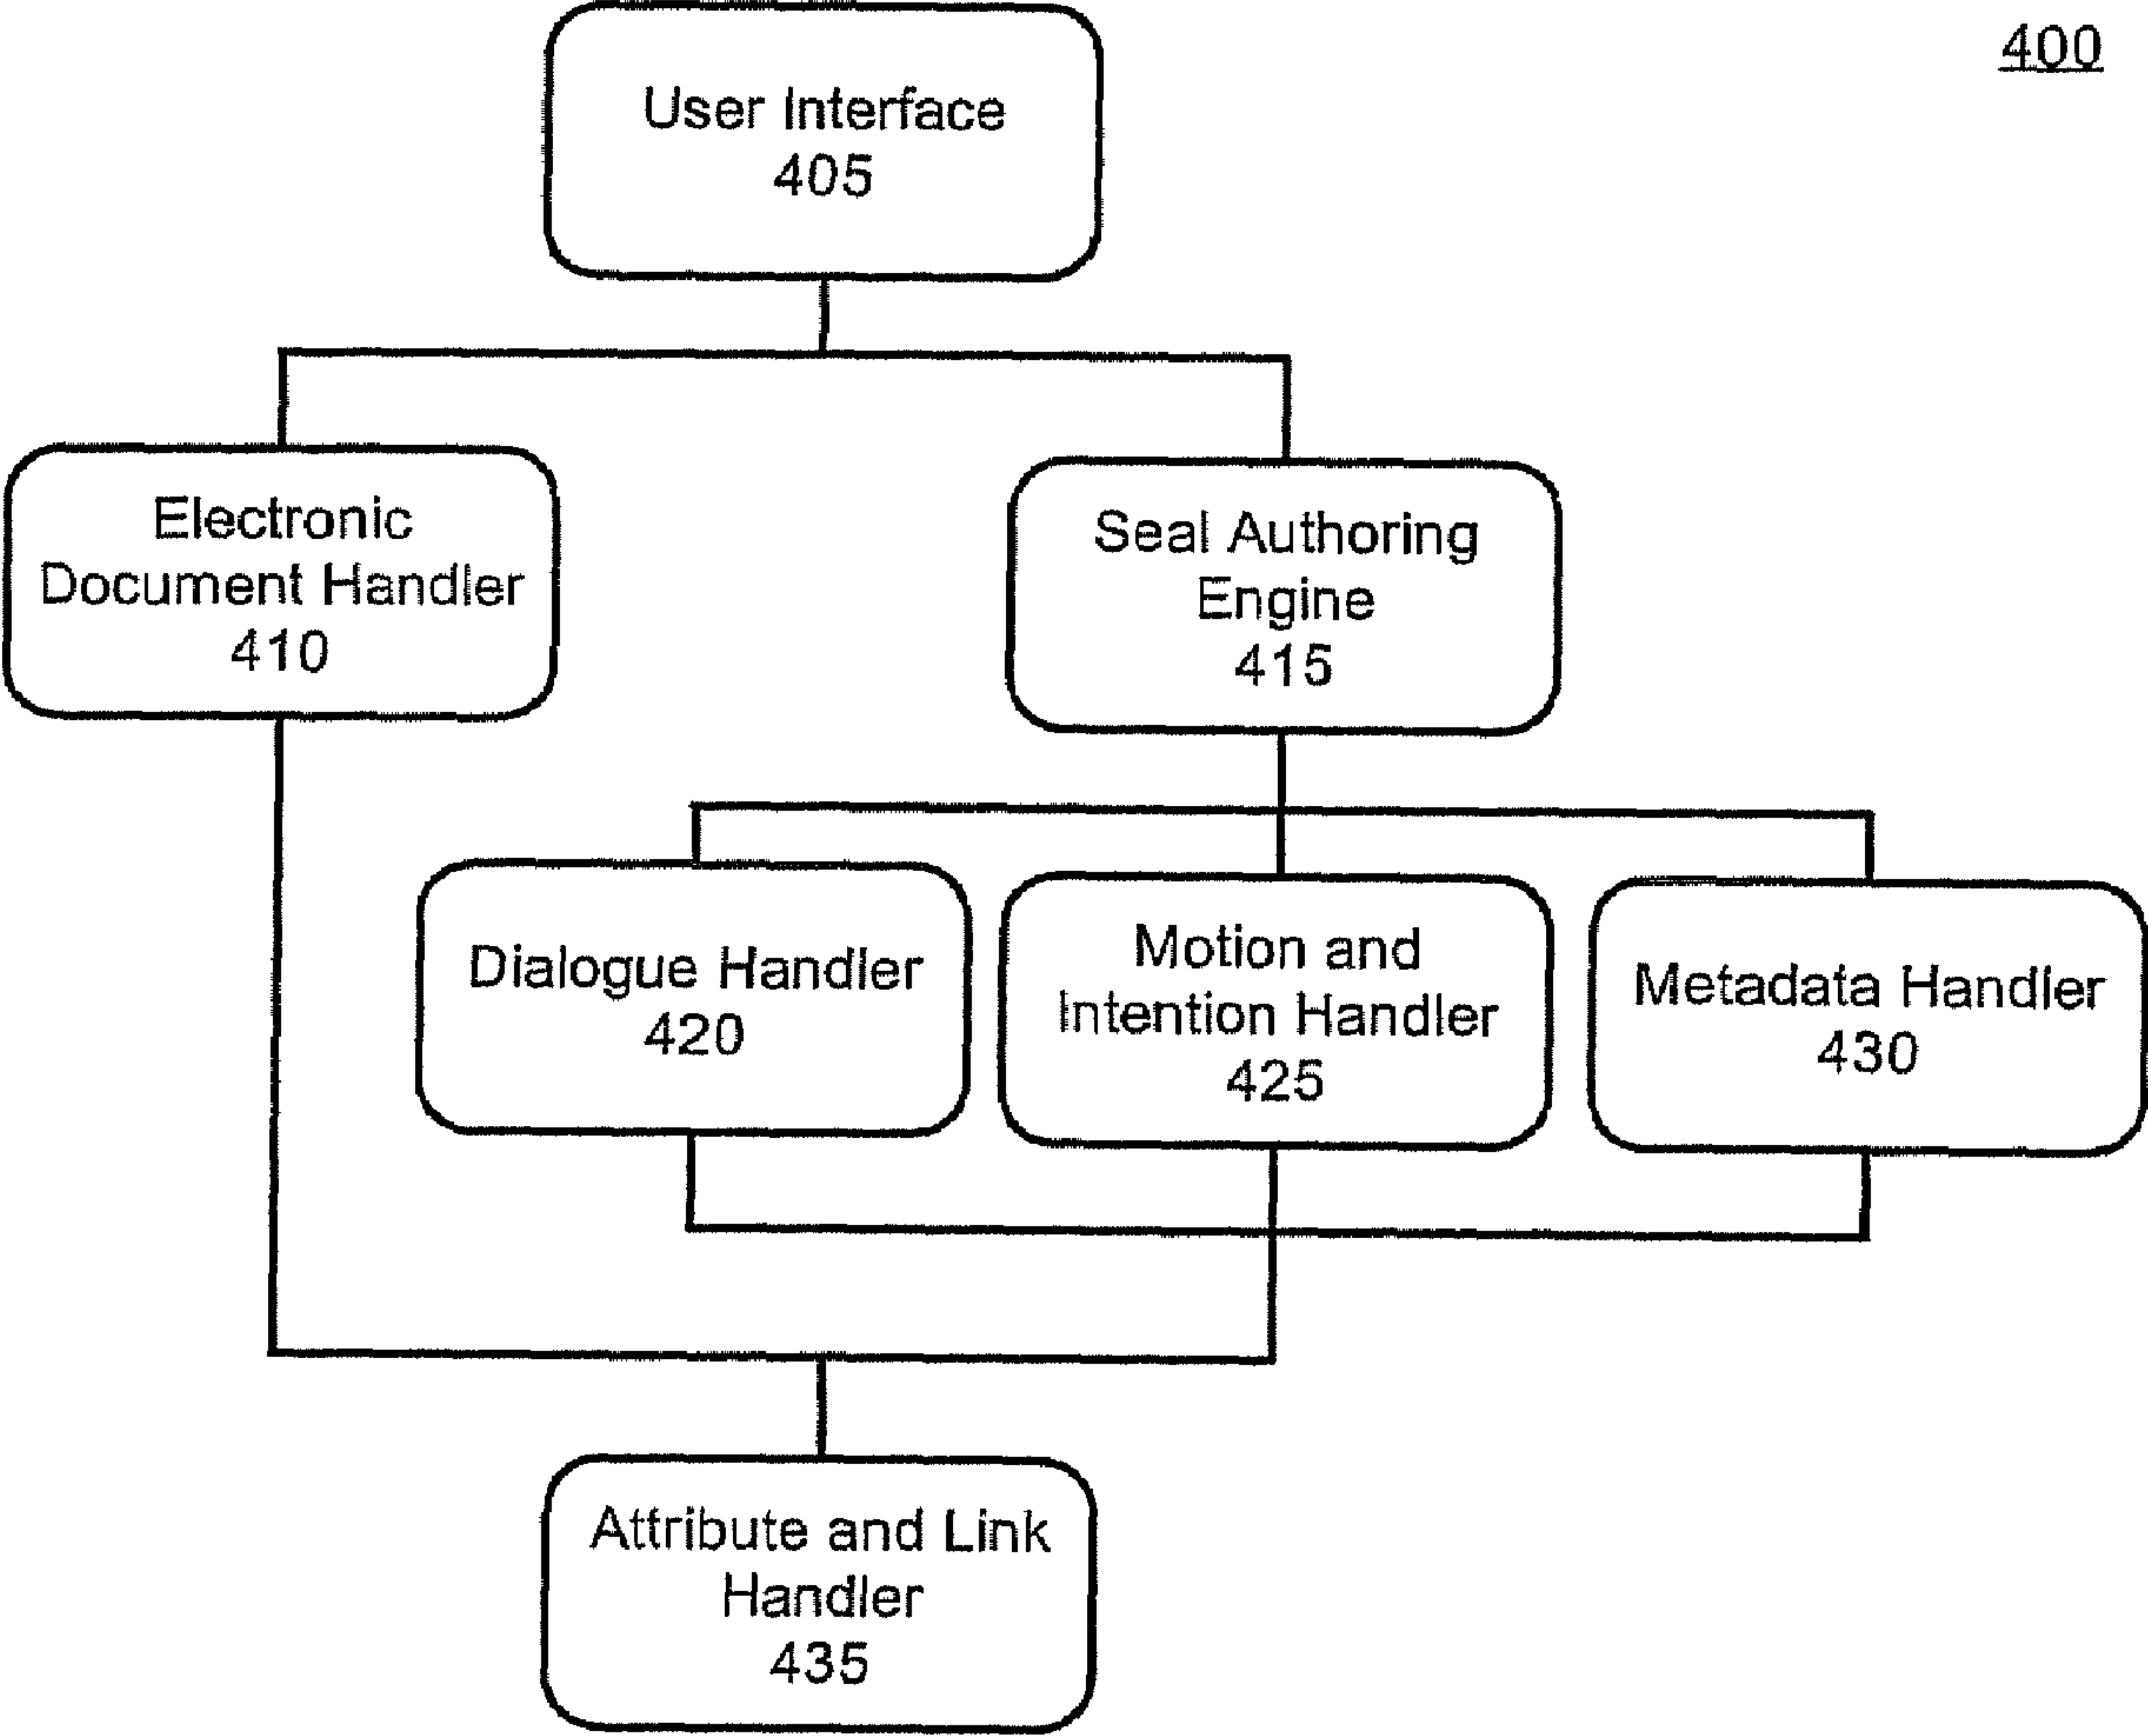 400
User Interface
405
Electronic
Document Handler
410
Seal Authoring
Engine
415
Dialogue Handler
420
Motion and
Intention Handler
425
Metadata Handler
430
Attribute and Link
Handler
435